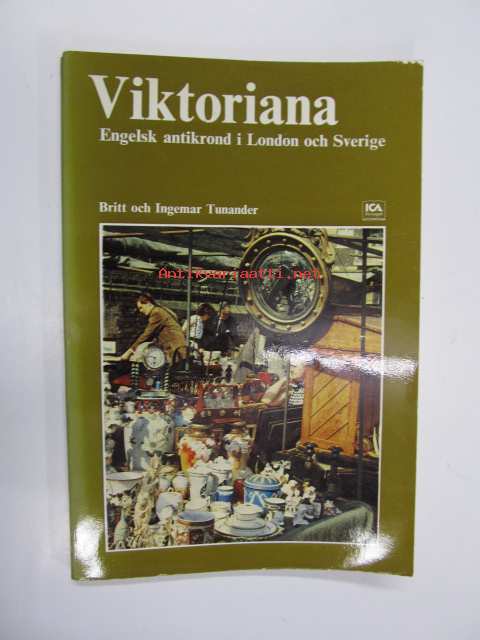 Viktoriana
Engelsk antikrond i London och Sverige
Britt och Ingemar Tunander
ICA
Antikvariaatti.net